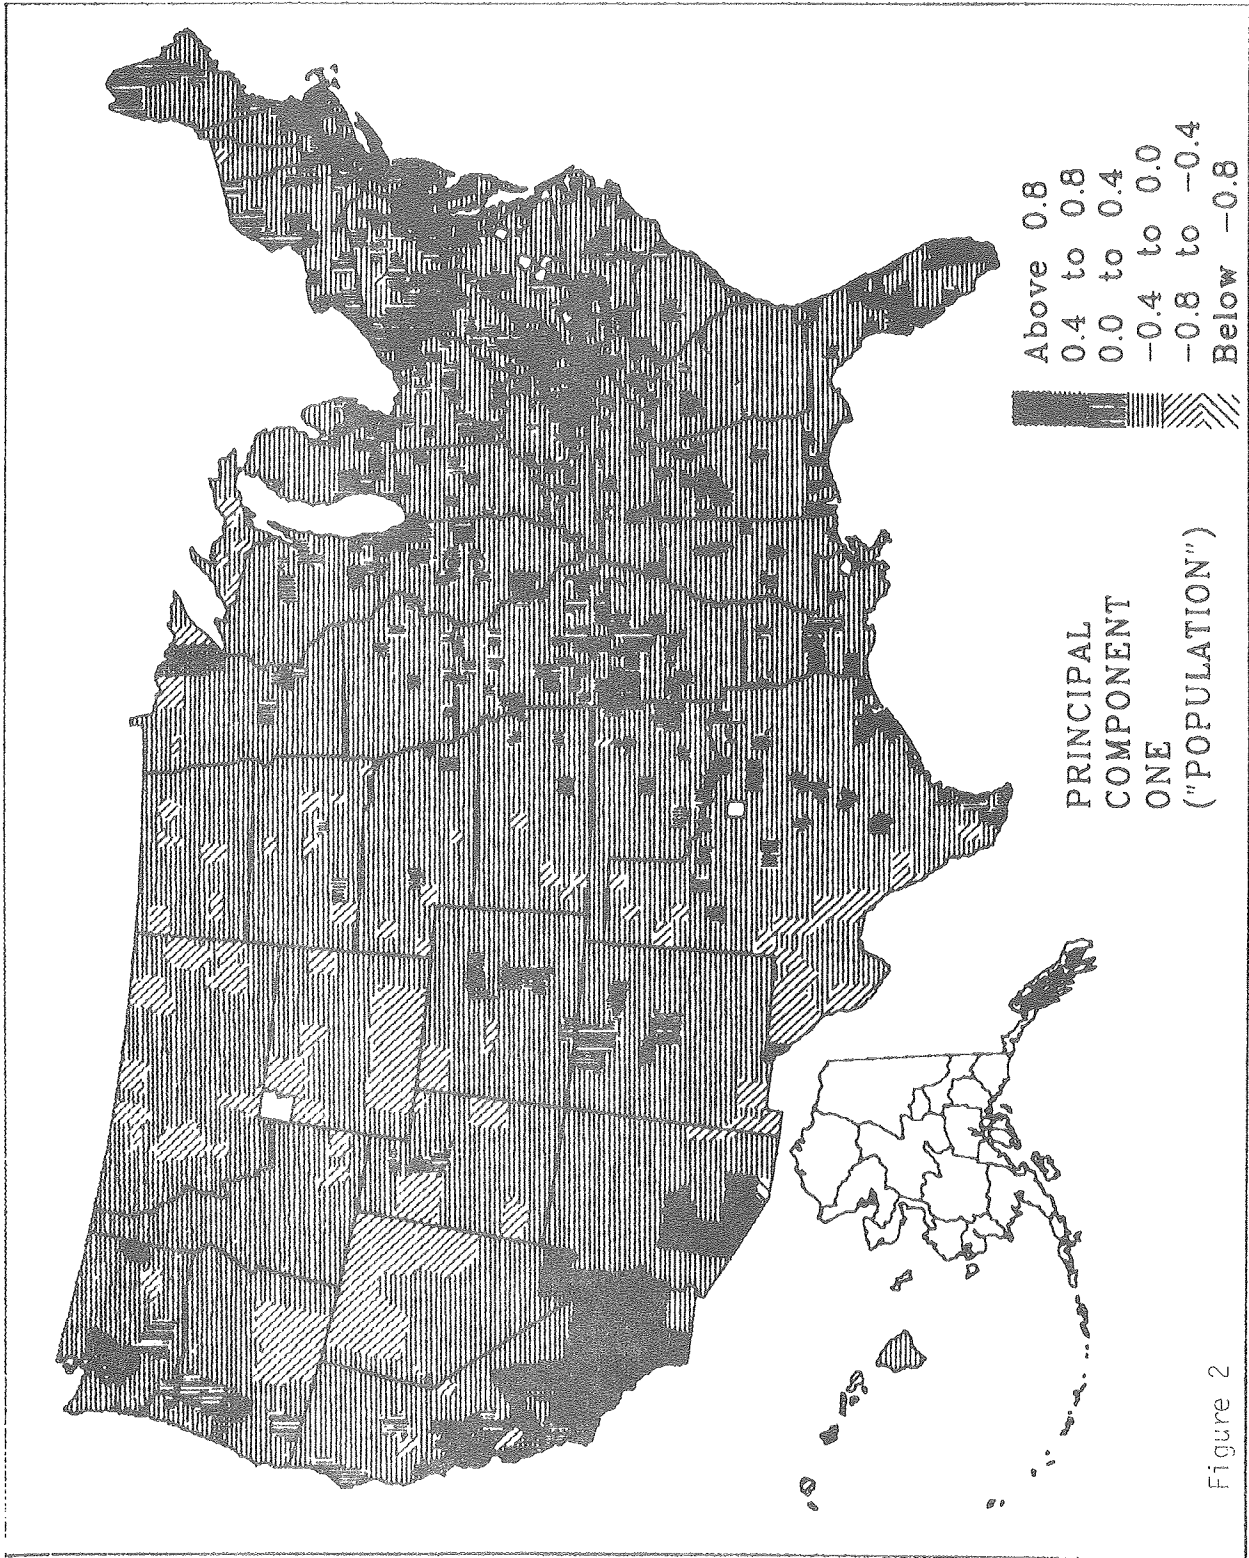 PRINCIPAL
COMPONENT
ONE
("POPULATION")
Above 0.8
0.4 to 0.8
0.0 to 0.4
-0.4 to 0.0
-0.8 to -0.4
Below -0.8
Figure 2